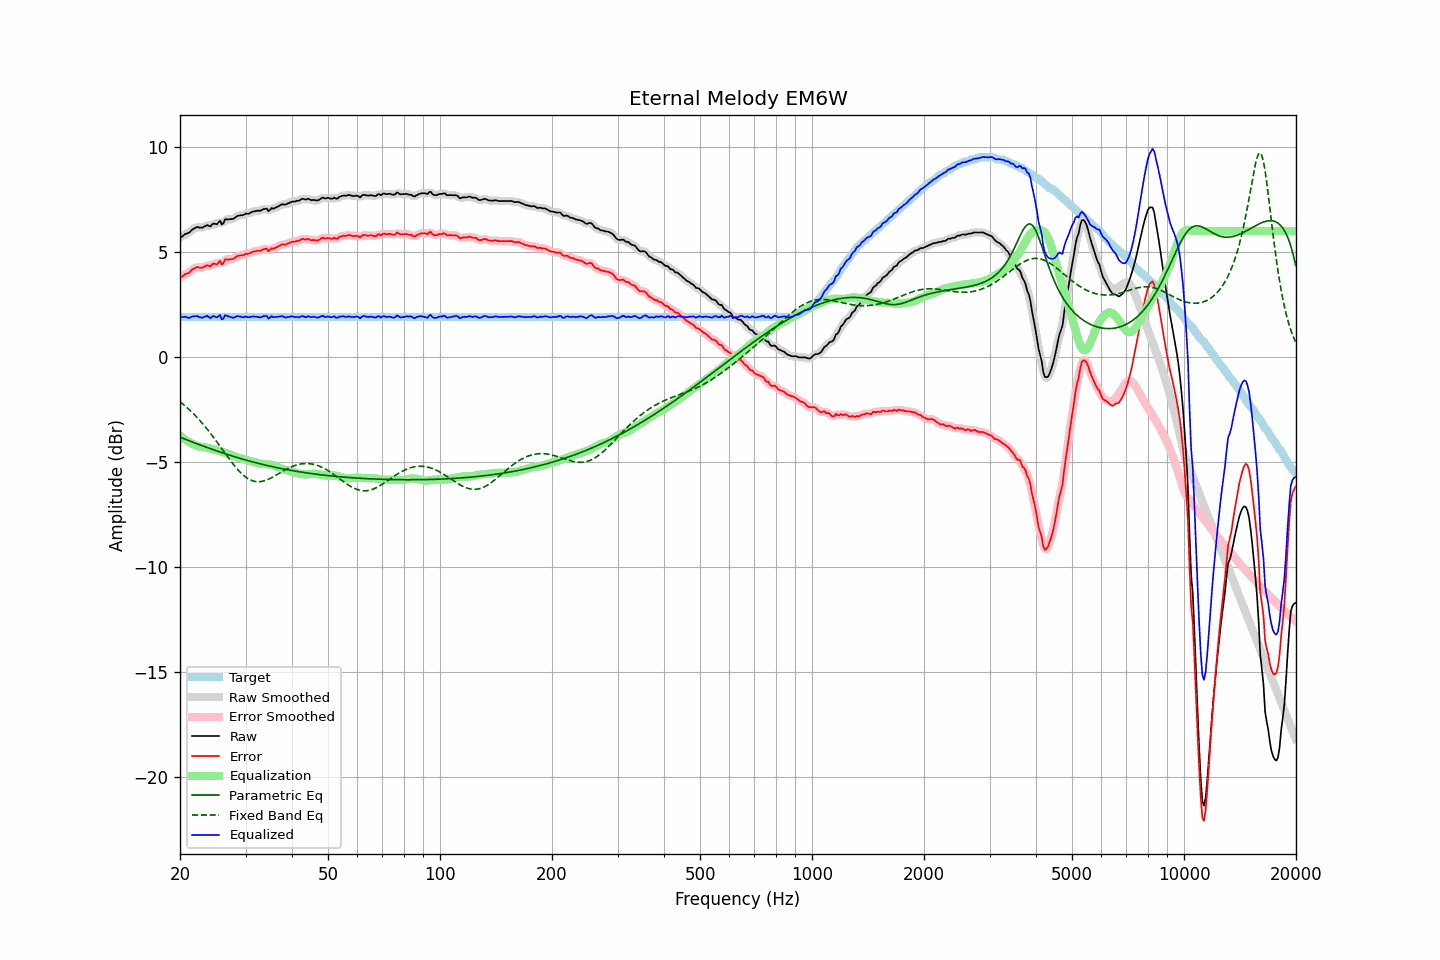 Eternal Melody EM6W
Amplitude (dBr)
10
5
0
−5
−10
−15
−20
Target
Raw Smoothed
Error Smoothed
Raw
Error
Equalization
Parametric Eq
Fixed Band Eq
Equalized
20 50 100 200 500 1000 2000 5000 10000 20000
Frequency (Hz)